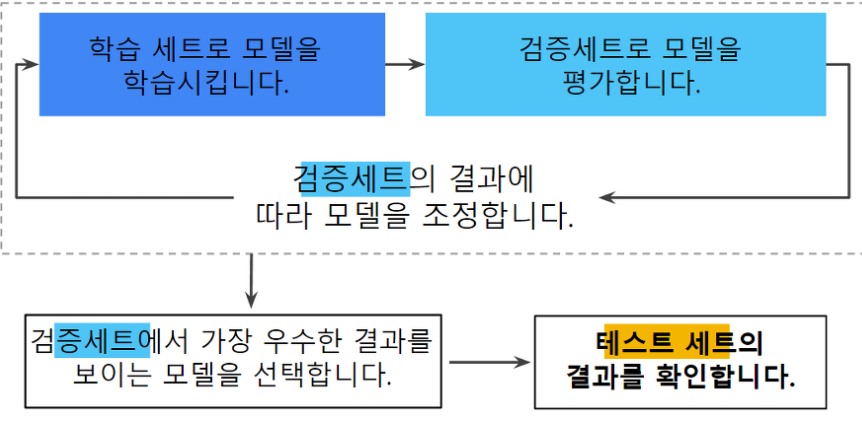 학습 세트로 모델을
학습시킵니다.
검증세트로 모델을
평가합니다.
검증세트의 결과에
따라 모델을 조정합니다.
검증세트에서 가장 우수한 결과를
보이는 모델을 선택합니다.
테스트 세트의
결과를 확인합니다.